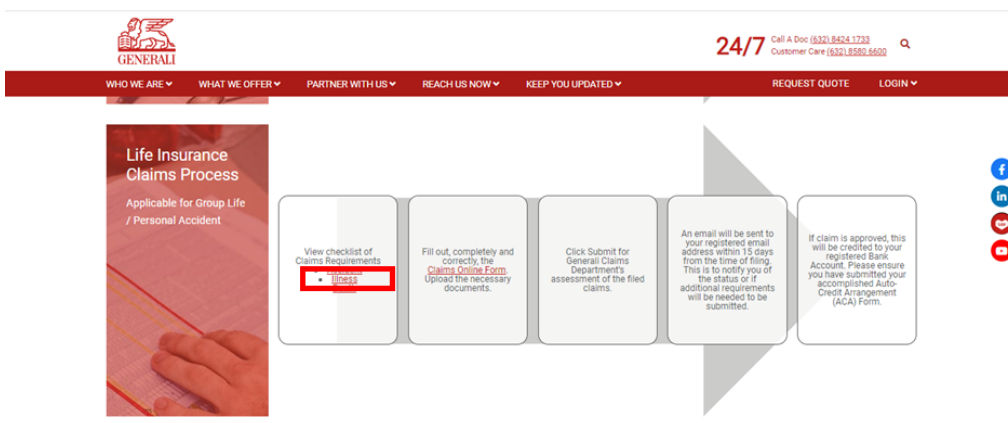 GENERALI
24/7
Call A Doc (632) 8424 1733
Customer Care (632) 8580 6600
WHO WE ARE
WHAT WE OFFER
PARTNER WITH US
REACH US NOW
KEEP YOU UPDATED
REQUEST QUOTE
LOGIN
Life Insurance
Claims Process
Applicable for Group Life
/ Personal Accident
View checklist of
Claims Requirements
Illness
Fill out, completely and
correctly, the
Claims Online Form.
Upload the necessary
documents.
Click Submit for
Generali Claims
Department's
assessment of the filed
claims.
An email will be sent to
your registered email
address within 15 days
from the time of filing.
This is to notify you of
the status or if
additional requirements
will be needed to be
submitted.
If claim is approved, this
will be credited to your
registered Bank
Account. Please ensure
you have submitted your
accomplished Auto-
Credit Arrangement
(ACA) Form.
f
in